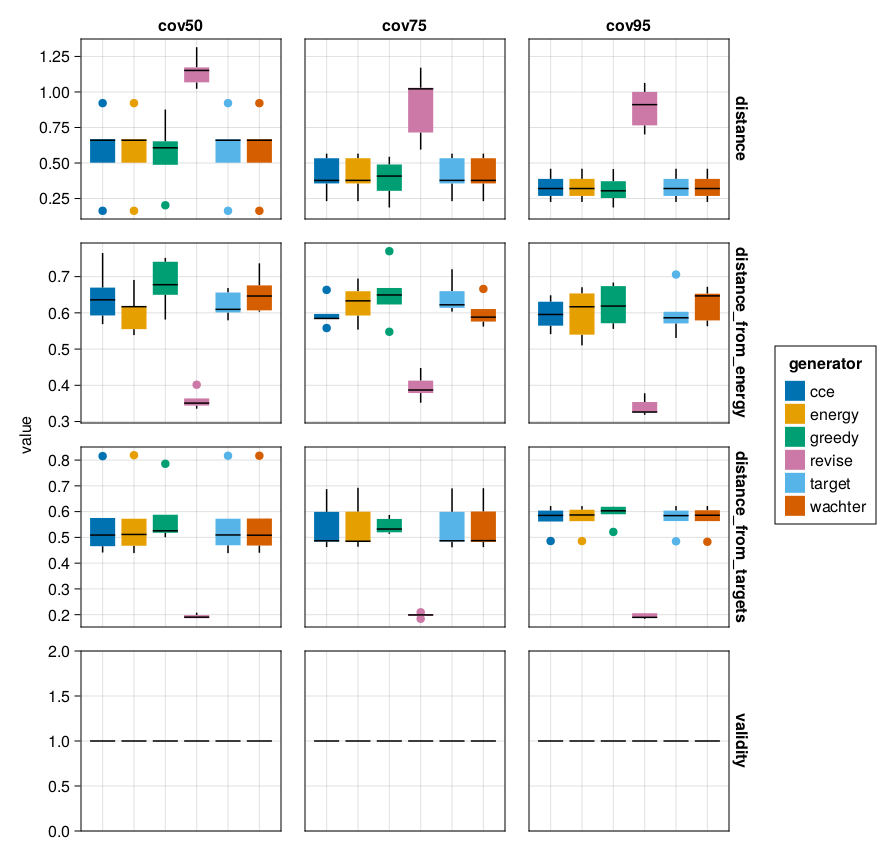 cov50 cov75 cov95
1.25
1.00
0.75
0.50
0.25
distance
0.7
0.6
0.5
0.4
0.3
distance_from_energy
value
0.8
0.7
0.6
0.5
0.4
0.3
0.2
distance_from_targets
2.0
1.5
1.0
0.5
0.0
validity
generator
cce
energy
greedy
revise
target
wachter